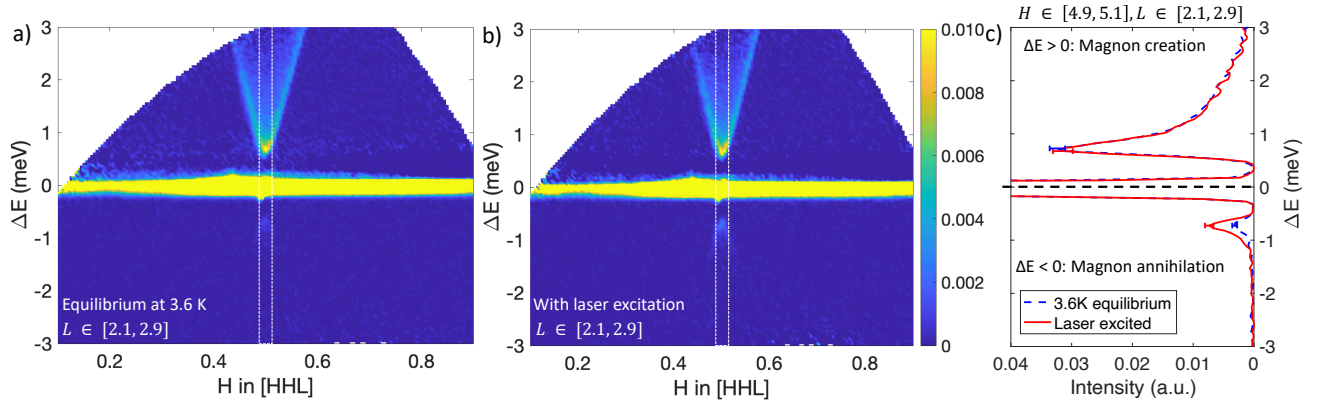 a)
ΔE (meV)
3
2
1
0
-1
-2
-3
Equilibrium at 3.6 K
L ∈ [2.1, 2.9]
0.2
0.4
0.6
0.8
H in [HHL]
b)
ΔE (meV)
3
2
1
0
-1
-2
-3
With laser excitation
L ∈ [2.1, 2.9]
0.2
0.4
0.6
0.8
H in [HHL]
0.010
0.008
0.006
0.004
0.002
0
H ∈ [4.9, 5.1], L ∈ [2.1, 2.9]
c)
ΔE > 0: Magnon creation
ΔE < 0: Magnon annihilation
3.6K equilibrium
Laser excited
3
2
1
0
-1
-2
-3
ΔE (meV)
0.04
0.03
0.02
0.01
0
Intensity (a.u.)